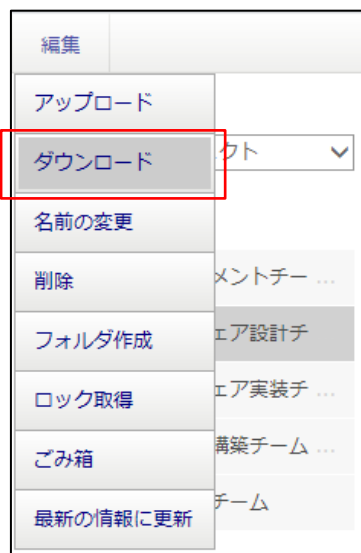 編集
アップロード
ダウンロード
クト
名前の変更
削除
メントチー ...
フォルダ作成
ェア設計チ
ロック取得
ェア実装チ ...
ごみ箱
構築チーム ...
最新の情報に更新
チーム